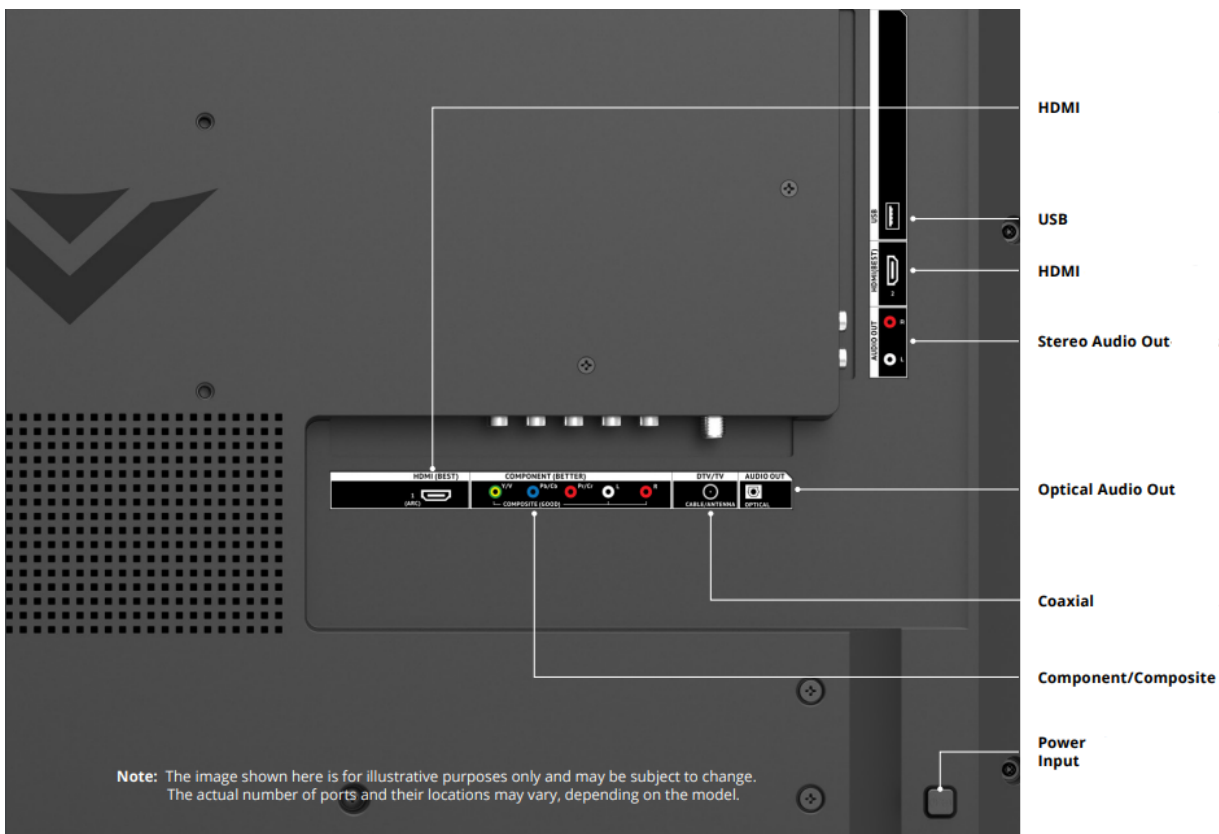 HDMI
USB
USB
HDMI(BEST)
2
HDMI
AUDIO OUT
R
L
Stereo Audio Out
HDMI (BEST)
1
(ARC)
COMPONENT (BETTER)
Y/V
Pb/Cb
Pr/Cr
L
R
COMPOSITE (GOOD)
DTV/TV
CABLE/ANTENNA
AUDIO OUT
OPTICAL
Optical Audio Out
Coaxial
Component/Composite
Power
Input
Note: The image shown here is for illustrative purposes only and may be subject to change.
The actual number of ports and their locations may vary, depending on the model.